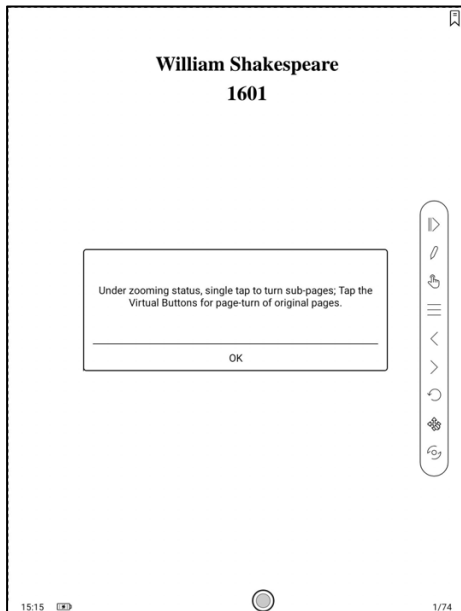 William Shakespeare
1601
Under zooming status, single tap to turn sub-pages; Tap the
Virtual Buttons for page-turn of original pages.
OK
15:15
1/74